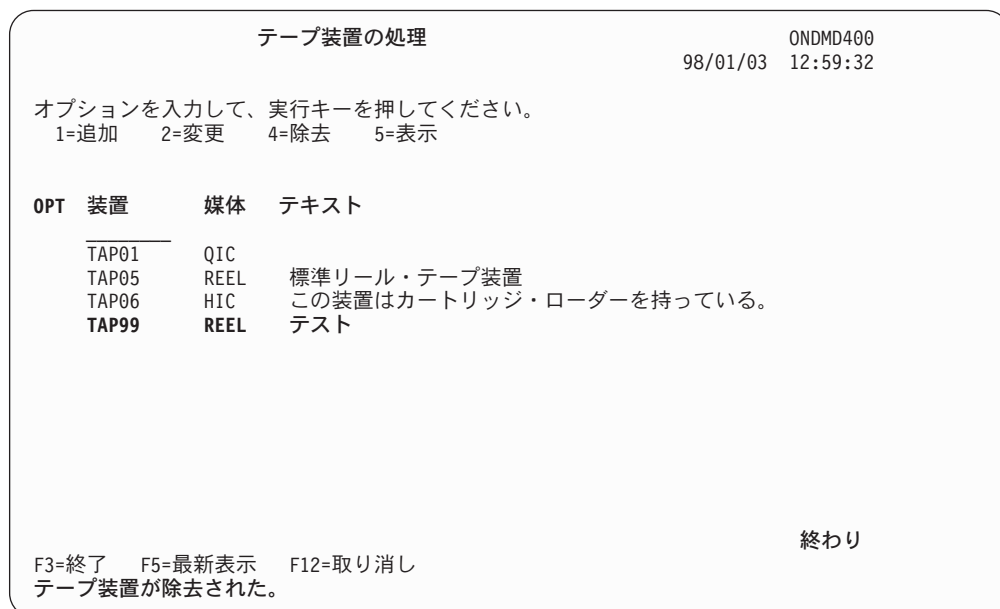 テープ装置の処理 ONDMD400
98/01/03 12:59:32
オプションを入力して、実行キーを押してください。
1=追加 2=変更 4=除去 5=表示
OPT 装置 媒体 テキスト
________
TAP01 QIC
TAP05 REEL 標準リール・テープ装置
TAP06 HIC この装置はカートリッジ・ローダーを持っている。
TAP99 REEL テスト
終わり
F3=終了 F5=最新表示 F12=取り消し
テープ装置が除去された。